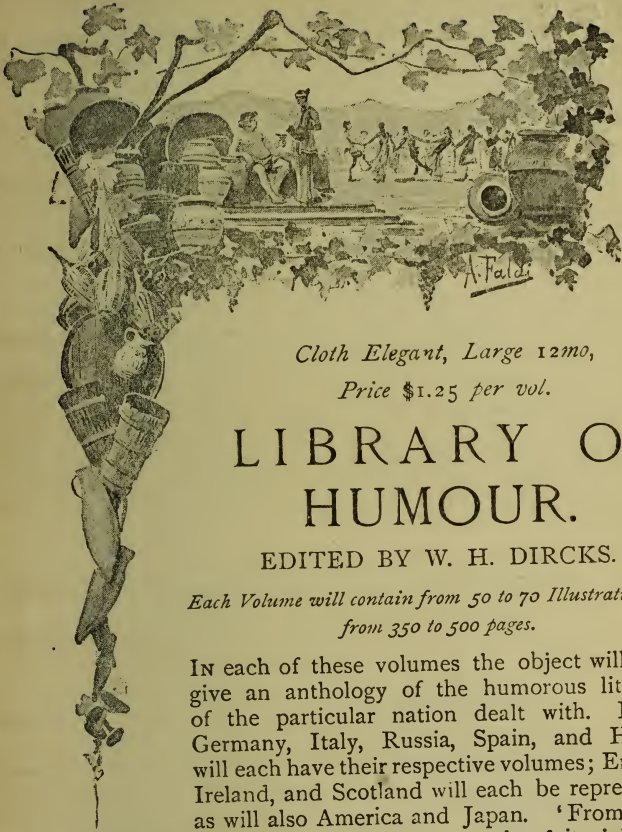 A. Faldi
Cloth Elegant, Large 12mo,
Price $1.25 per vol.
LIBRARY O
HUMOUR.
EDITED BY W. H. DIRCKS.
Each Volume will contain from 50 to 70 Illustrati
from 350 to 500 pages.
IN each of these volumes the object will
give an anthology of the humorous lit
of the particular nation dealt with.
Germany, Italy, Russia, Spain, and H
will each have their respective volumes; E
Ireland, and Scotland will each be repre
as will also America and Japan. 'From